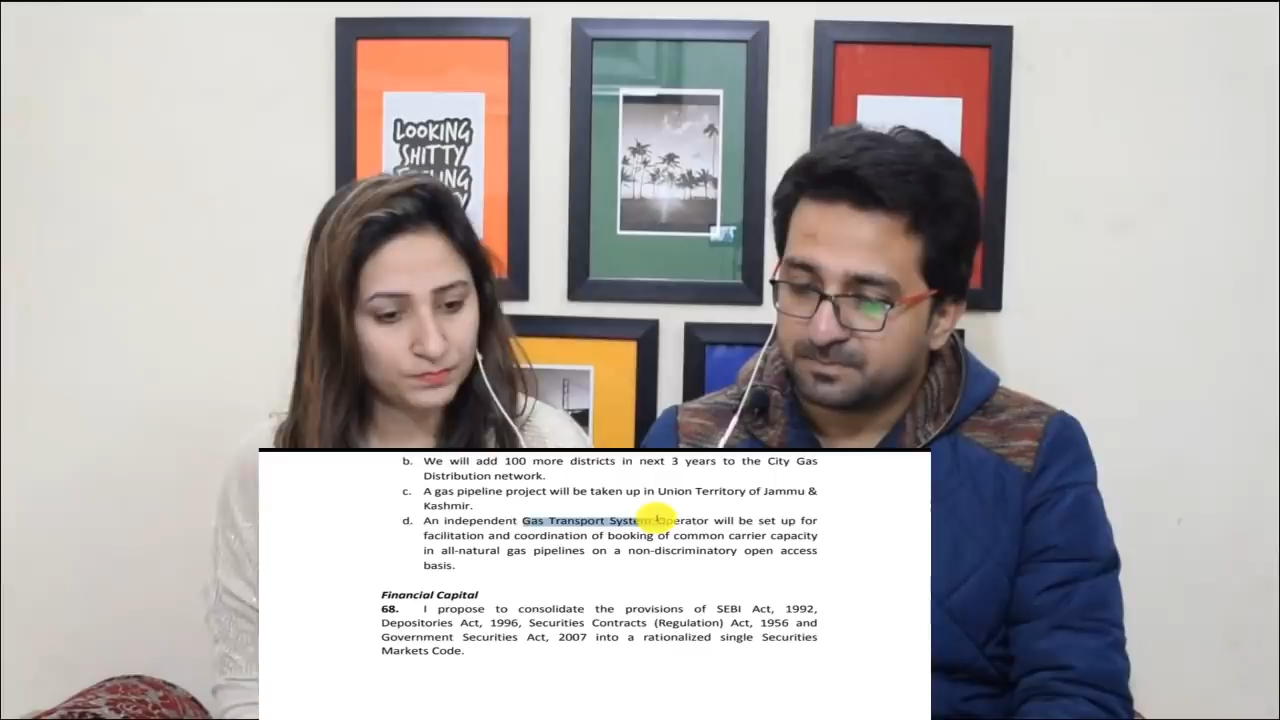 LOOKING
SHITTY
b. We will add 100 more districts in next 3 years to the City Gas
Distribution network.
c. A gas pipeline project will be taken up in Union Territory of Jammu &
Kashmir.
d. An independent Gas Transport System Operator will be set up for
facilitation and coordination of booking of common carrier capacity
in all-natural gas pipelines on a non-discriminatory open access
basis.
Financial Capital
68. I propose to consolidate the provisions of SEBI Act, 1992,
Depositories Act, 1996, Securities Contracts (Regulation) Act, 1956 and
Government Securities Act, 2007 into a rationalized single Securities
Markets Code.